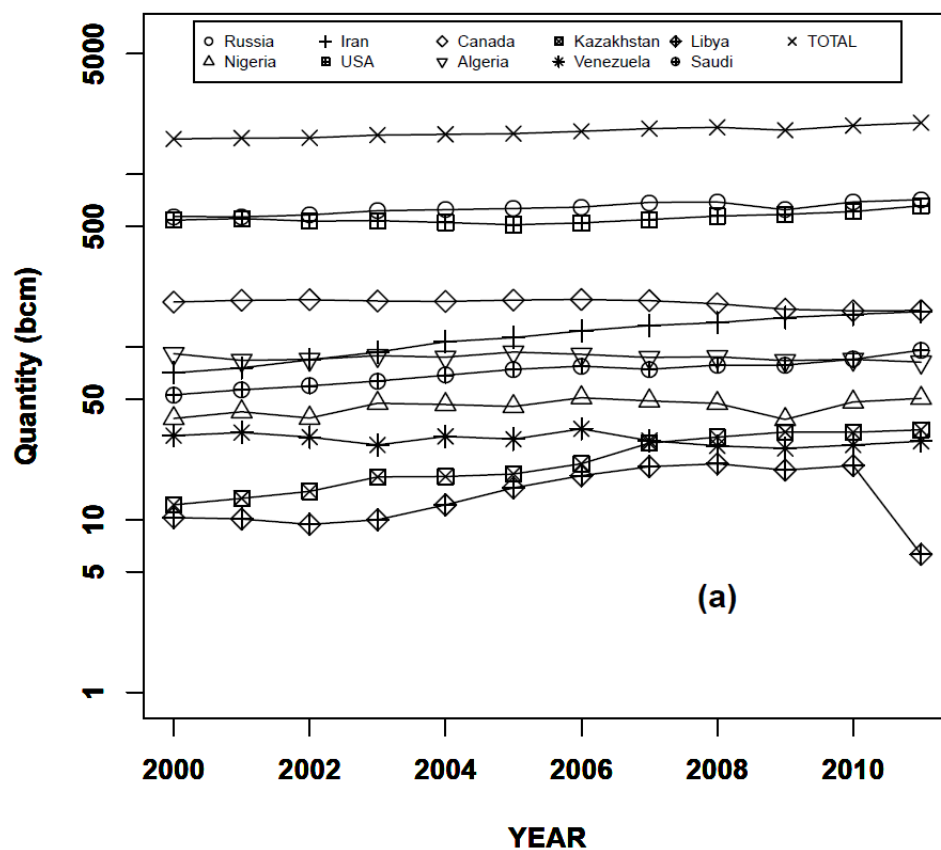 Russia Iran Canada Kazakhstan Libya TOTAL
Nigeria USA Algeria Venezuela Saudi
5000
500
50
10
5
1
Quantity (bcm)
(a)
2000 2002 2004 2006 2008 2010
YEAR